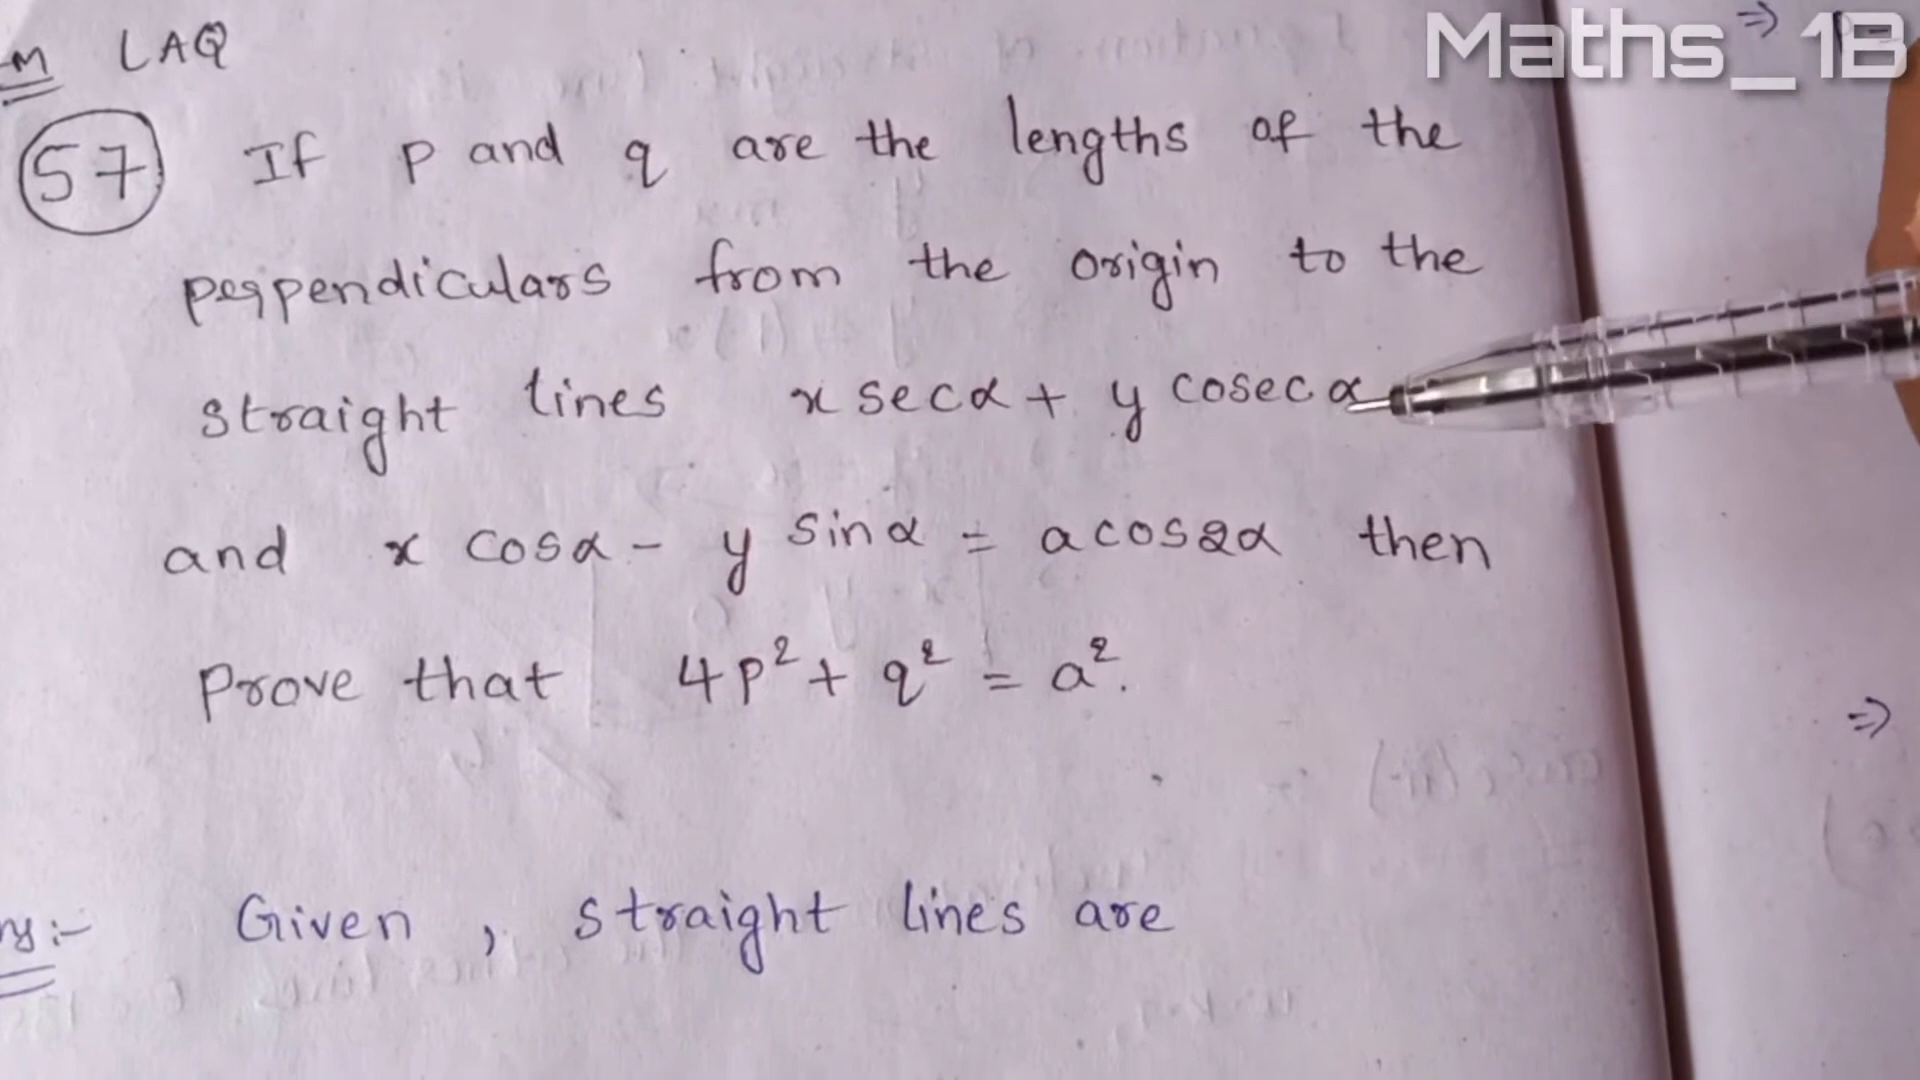 Maths_1B
M LAQ
57 If p and q are the lengths of the
perpendiculars from the origin to the
straight lines x secα + y cosec α
and x cosα - y sinα = a cos2α then
prove that 4p² + q² = a².
Given, straight lines are
⇒
⇒